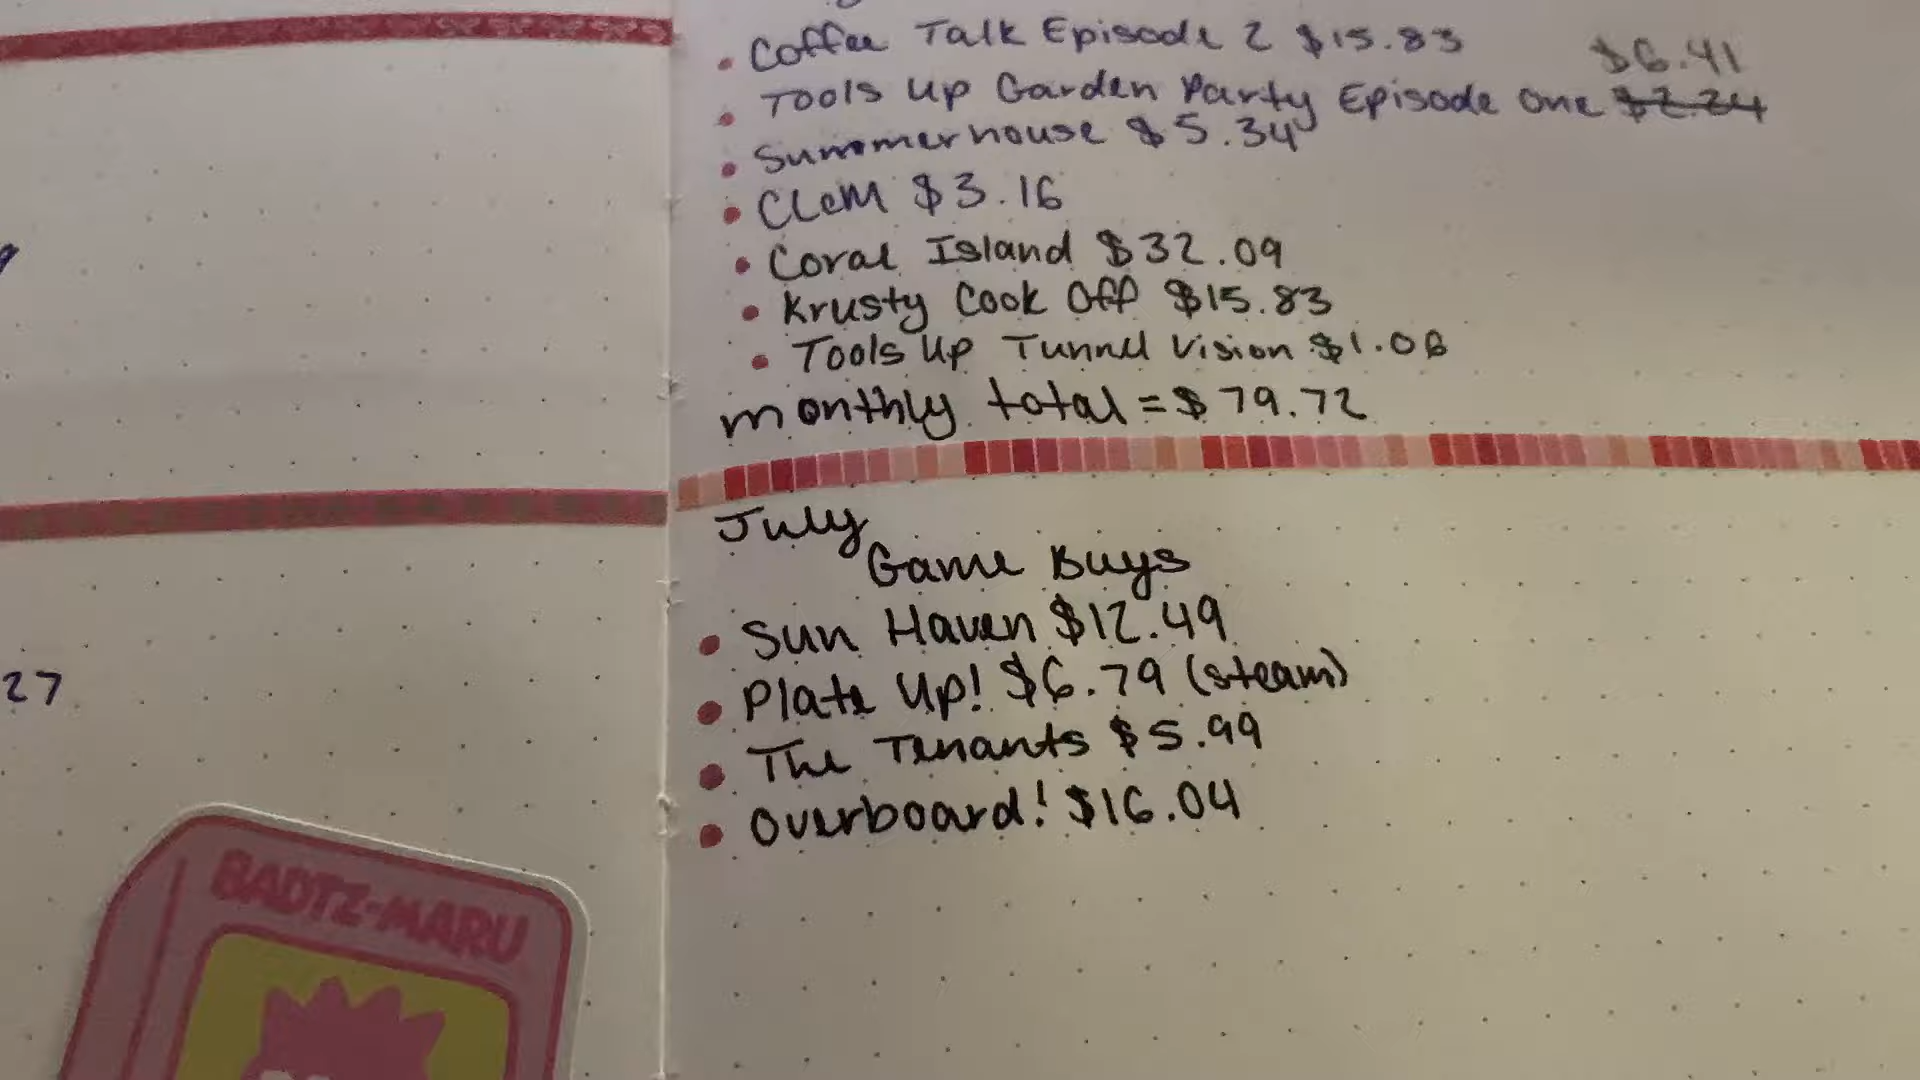 • Coffee Talk Episode 2 $15.83
$6.41
• Tools Up Garden Party Episode One $2.24
• Summerhouse $5.34
• CLeM $3.16
• Coral Island $32.09
• Krusty Cook Off $15.83
• Tools Up Tunnel Vision $1.06
monthly total = $79.72
July
Game Buys
• Sun Haven $12.49
• Plate Up! $6.79 (steam)
• The Tenants $5.99
• Overboard! $16.04
27
BADTZ-MARU